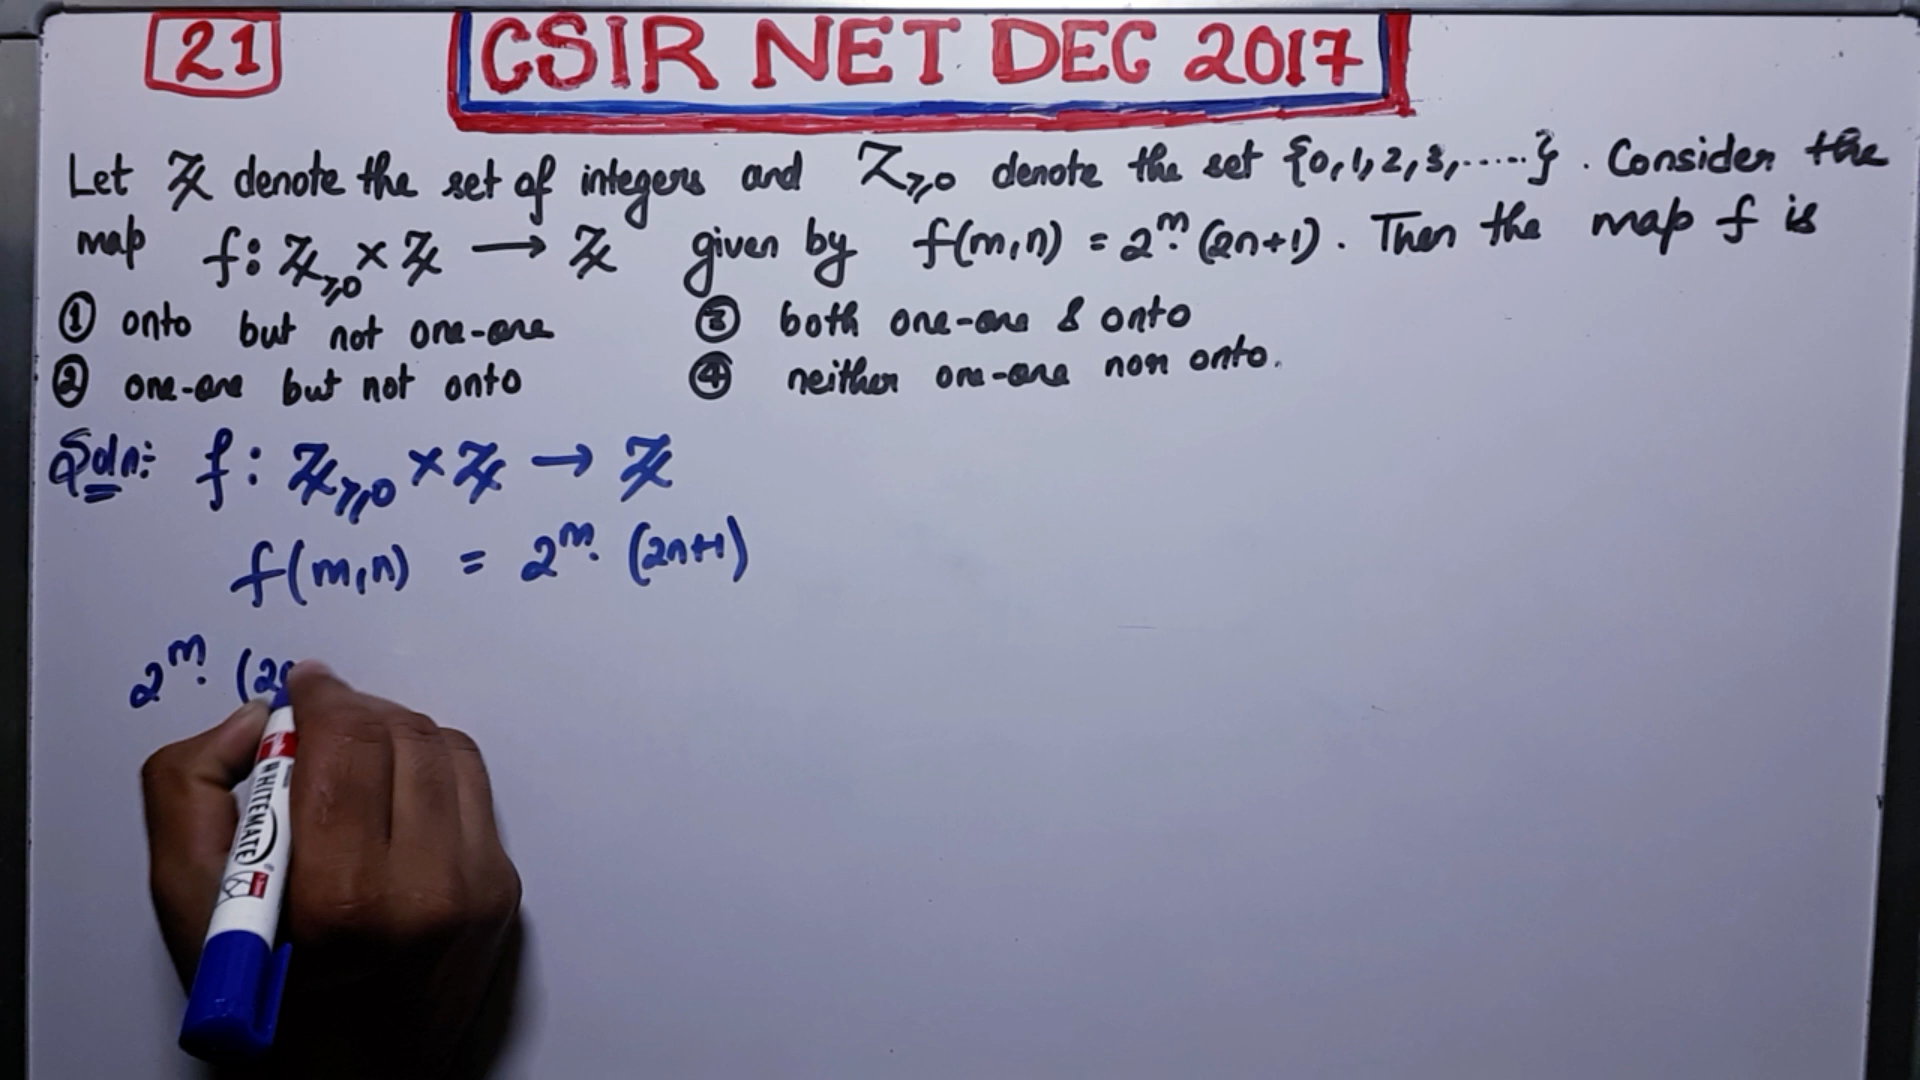 21
CSIR NET DEC 2017
Let ℤ denote the set of integers and ℤ≥0 denote the set {0,1,2,3,.....}. Consider the
map f: ℤ≥0 × ℤ → ℤ given by f(m,n) = 2^m.(2n+1). Then the map f is
① onto but not one-one ③ both one-one & onto
② one-one but not onto ④ neither one-one nor onto.
Soln:- f: ℤ≥0 × ℤ → ℤ
f(m,n) = 2^m. (2n+1)
2^m. (2
WHITEMATE